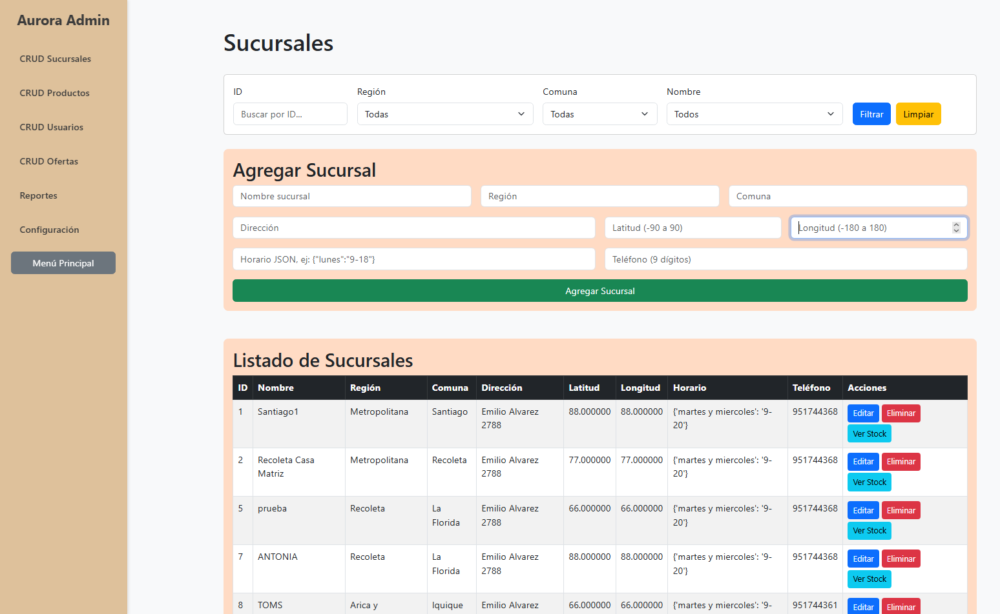 Aurora Admin
CRUD Sucursales
CRUD Productos
CRUD Usuarios
CRUD Ofertas
Reportes
Configuración
Menú Principal
Sucursales
ID Región Comuna Nombre
Buscar por ID... Todas Todas Todos Filtrar Limpiar
Agregar Sucursal
Nombre sucursal Región Comuna
Dirección Latitud (-90 a 90) Longitud (-180 a 180)
Horario JSON, ej: {"lunes":"9-18"} Teléfono (9 dígitos)
Agregar Sucursal
Listado de Sucursales
ID Nombre Región Comuna Dirección Latitud Longitud Horario Teléfono Acciones
1 Santiago1 Metropolitana Santiago Emilio Alvarez 88.000000 88.000000 {'martes y miercoles': '9- 951744368 Editar Eliminar
2788 20'} Ver Stock
2 Recoleta Casa Metropolitana Recoleta Emilio Alvarez 77.000000 77.000000 {'martes y miercoles': '9- 951744368 Editar Eliminar
Matriz 2788 20'} Ver Stock
5 prueba Recoleta La Emilio Alvarez 66.000000 66.000000 {'martes y miercoles': '9- 951744368 Editar Eliminar
Florida 2788 20'} Ver Stock
7 ANTONIA Recoleta La Emilio Alvarez 88.000000 88.000000 {'martes y miercoles': '9- 951744368 Editar Eliminar
Florida 2788 20'} Ver Stock
8 TOMS Arica y Iquique Emilio Alvarez 66.000000 66.000000 {'martes y miercoles': '9- 951744361 Editar Eliminar